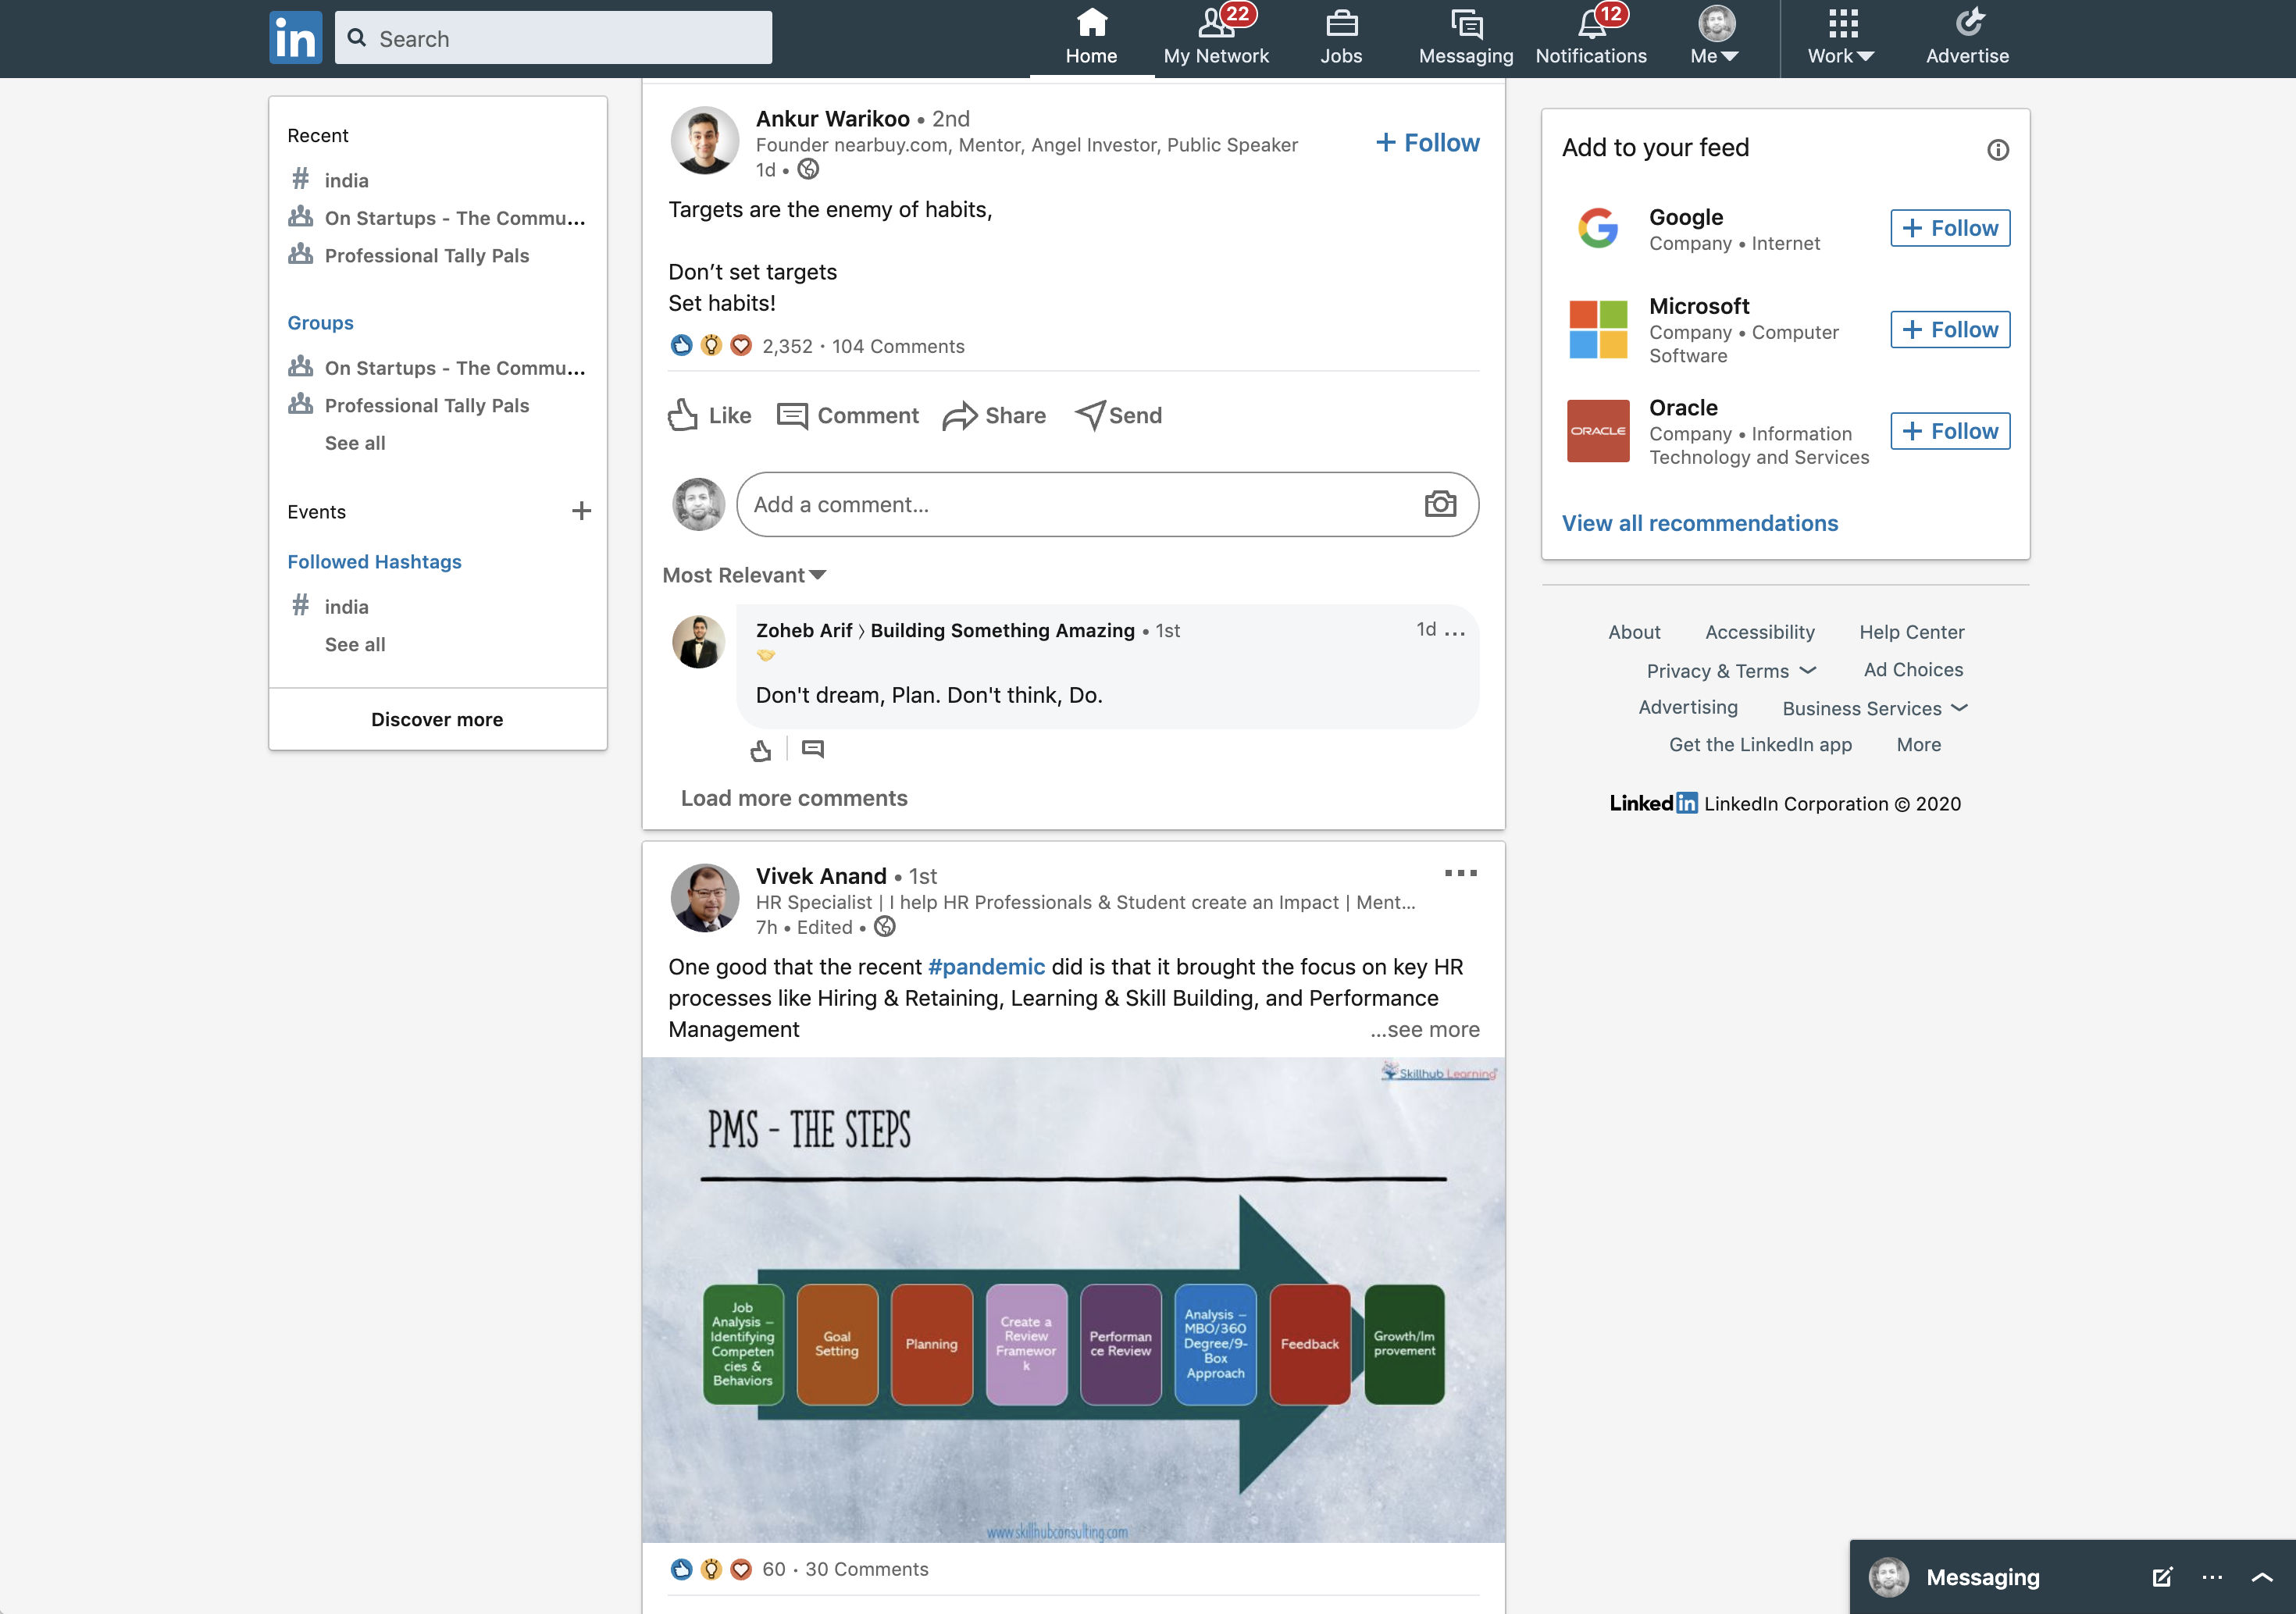 in
Search
Home
22
My Network
Jobs
Messaging
12
Notifications
Me
Work
Advertise
Recent
# india
On Startups - The Commu...
Professional Tally Pals
Groups
On Startups - The Commu...
Professional Tally Pals
See all
Events +
Followed Hashtags
# india
See all
Discover more
Ankur Warikoo • 2nd
Founder nearbuy.com, Mentor, Angel Investor, Public Speaker
1d •
+ Follow
Targets are the enemy of habits,
Don’t set targets
Set habits!
2,352 · 104 Comments
Like Comment Share Send
Add a comment...
Most Relevant
Zoheb Arif 〉Building Something Amazing • 1st
1d ...
Don't dream, Plan. Don't think, Do.
Load more comments
Vivek Anand • 1st
HR Specialist | I help HR Professionals & Student create an Impact | Ment...
7h • Edited •
One good that the recent #pandemic did is that it brought the focus on key HR
processes like Hiring & Retaining, Learning & Skill Building, and Performance
Management
...see more
Skillhub Learning
PMS - THE STEPS
Job
Analysis –
Identifying
Competen
cies &
Behaviors
Goal
Setting
Planning
Create a
Review
Framewor
k
Performan
ce Review
Analysis –
MBO/360
Degree/9-
Box
Approach
Feedback
Growth/Im
provement
www.skillhubconsulting.com
60 · 30 Comments
Add to your feed
Google
Company • Internet
+ Follow
Microsoft
Company • Computer
Software
+ Follow
ORACLE
Oracle
Company • Information
Technology and Services
+ Follow
View all recommendations
About Accessibility Help Center
Privacy & Terms Ad Choices
Advertising Business Services
Get the LinkedIn app More
Linkedin LinkedIn Corporation © 2020
Messaging